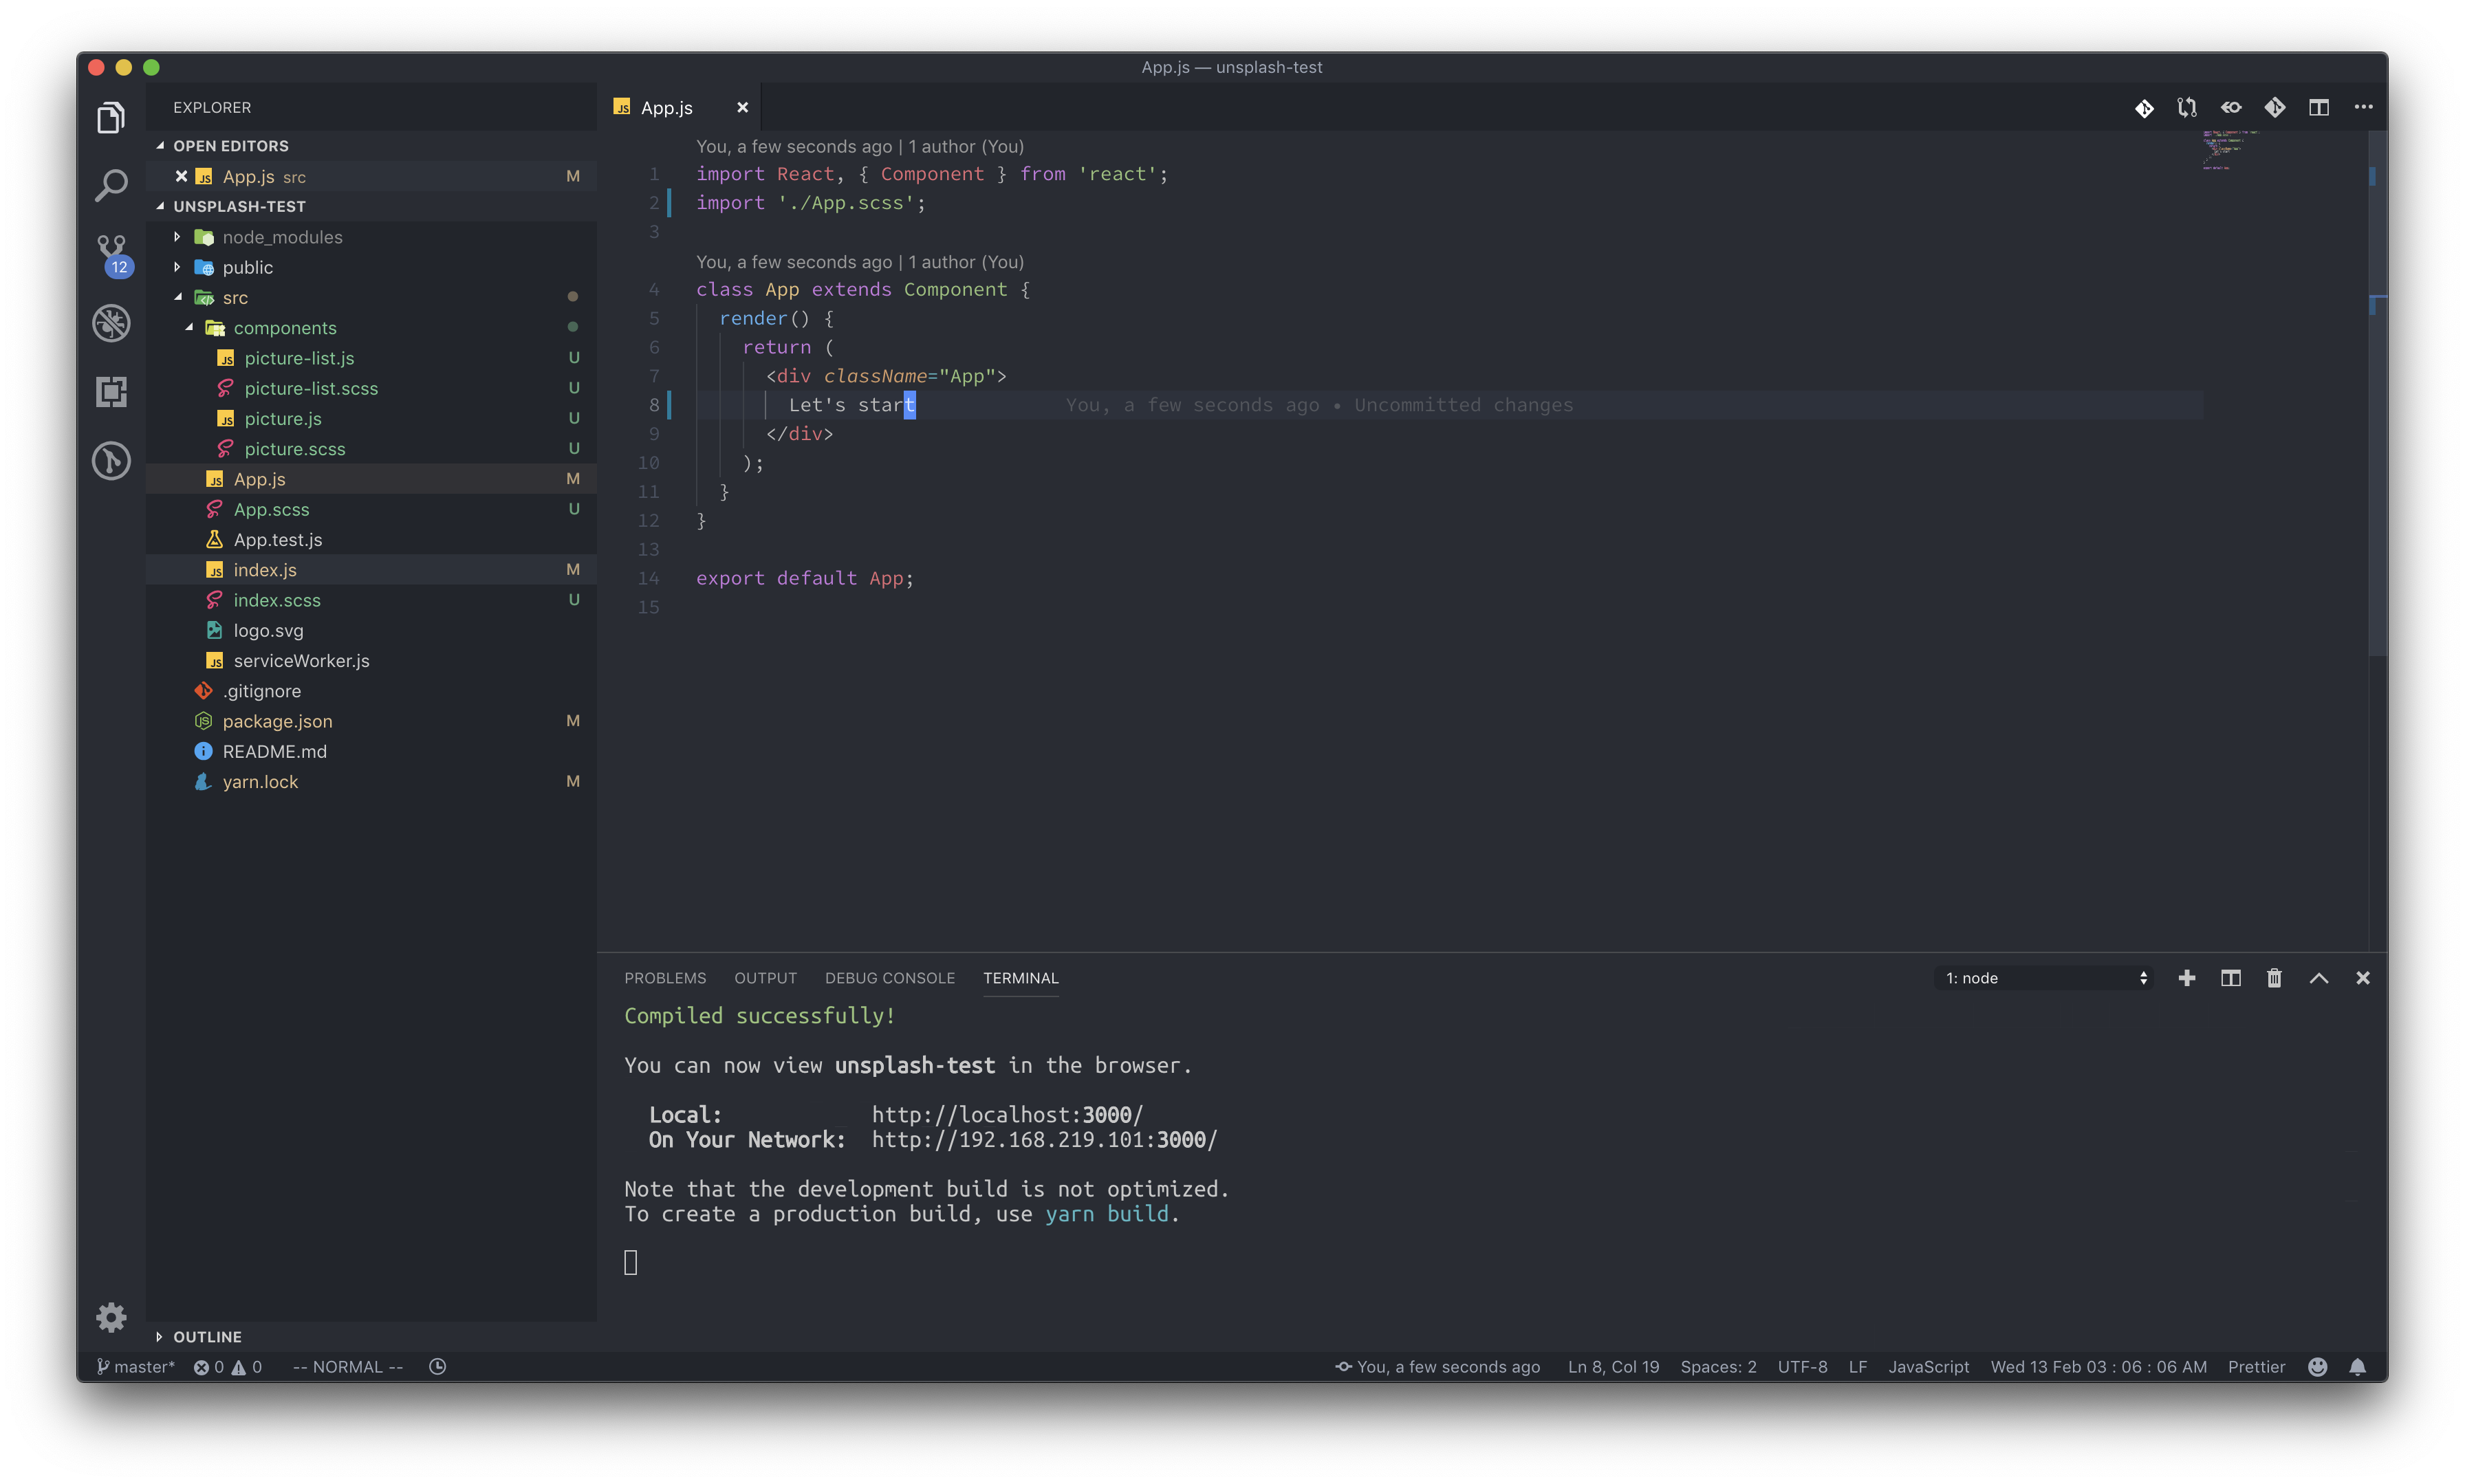 App.js — unsplash-test
EXPLORER
OPEN EDITORS
App.js src M
UNSPLASH-TEST
node_modules
public
src
components
picture-list.js U
picture-list.scss U
picture.js U
picture.scss U
App.js M
App.scss U
App.test.js
index.js M
index.scss U
logo.svg
serviceWorker.js
.gitignore
package.json M
README.md
yarn.lock M
OUTLINE
12
App.js
You, a few seconds ago | 1 author (You)
1 import React, { Component } from 'react';
2 import './App.scss';
3
You, a few seconds ago | 1 author (You)
4 class App extends Component {
5 render() {
6 return (
7 <div className="App">
8 Let's start You, a few seconds ago • Uncommitted changes
9 </div>
10 );
11 }
12 }
13
14 export default App;
15
PROBLEMS OUTPUT DEBUG CONSOLE TERMINAL 1: node
Compiled successfully!
You can now view unsplash-test in the browser.
Local: http://localhost:3000/
On Your Network: http://192.168.219.101:3000/
Note that the development build is not optimized.
To create a production build, use yarn build.
master* 0 0 -- NORMAL -- You, a few seconds ago Ln 8, Col 19 Spaces: 2 UTF-8 LF JavaScript Wed 13 Feb 03 : 06 : 06 AM Prettier